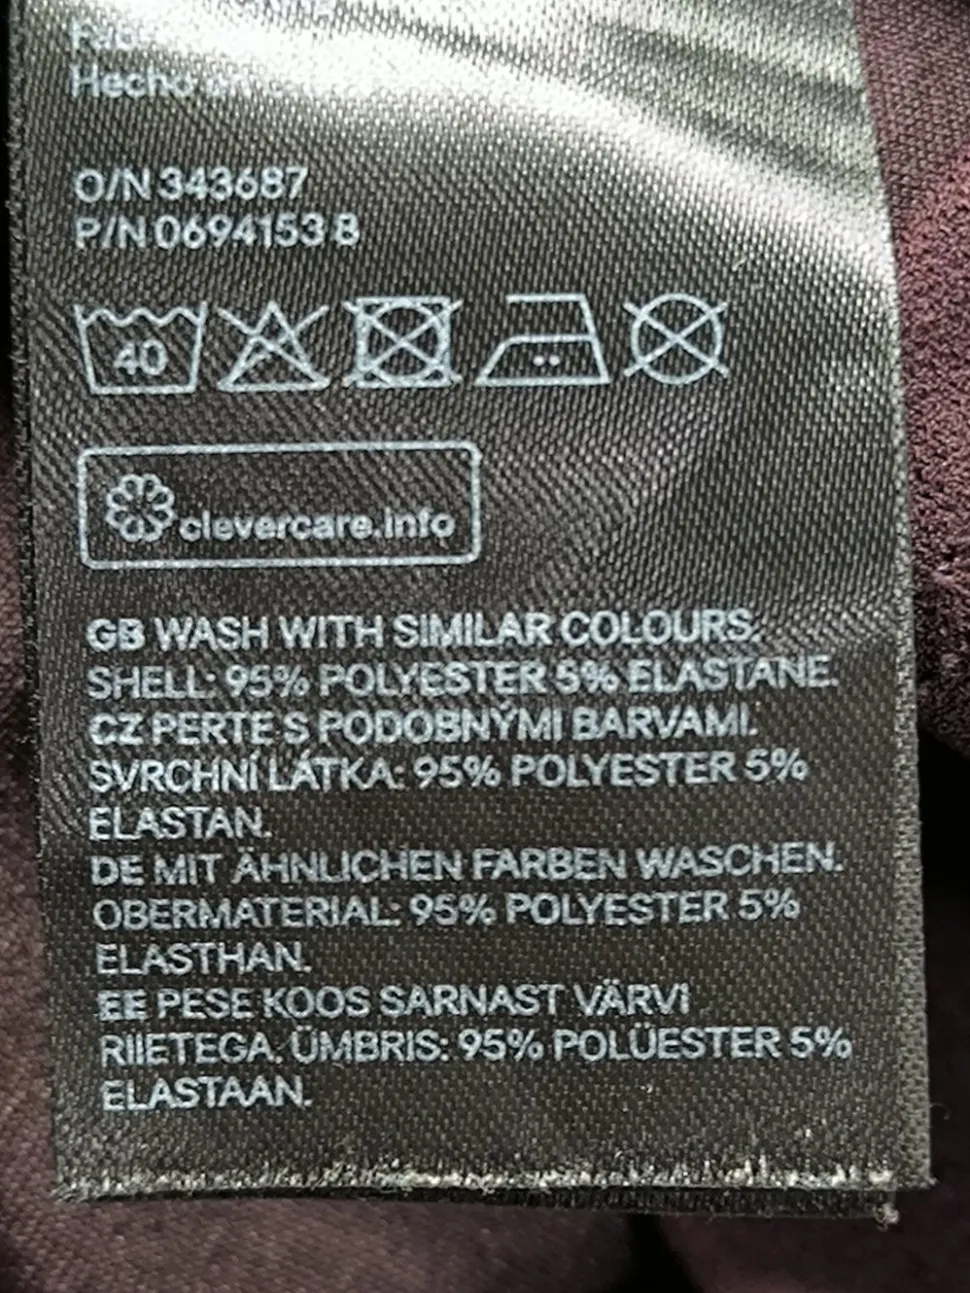 Hecho
O/N 343687
P/N 0694153 8
40
clevercare.info
GB WASH WITH SIMILAR COLOURS.
SHELL: 95% POLYESTER 5% ELASTANE.
CZ PERTE S PODOBNÝMI BARVAMI.
SVRCHNÍ LÁTKA: 95% POLYESTER 5%
ELASTAN.
DE MIT ÄHNLICHEN FARBEN WASCHEN.
OBERMATERIAL: 95% POLYESTER 5%
ELASTHAN.
EE PESE KOOS SARNAST VÄRVI
RIIETEGA. ÜMBRIS: 95% POLÜESTER 5%
ELASTAAN.